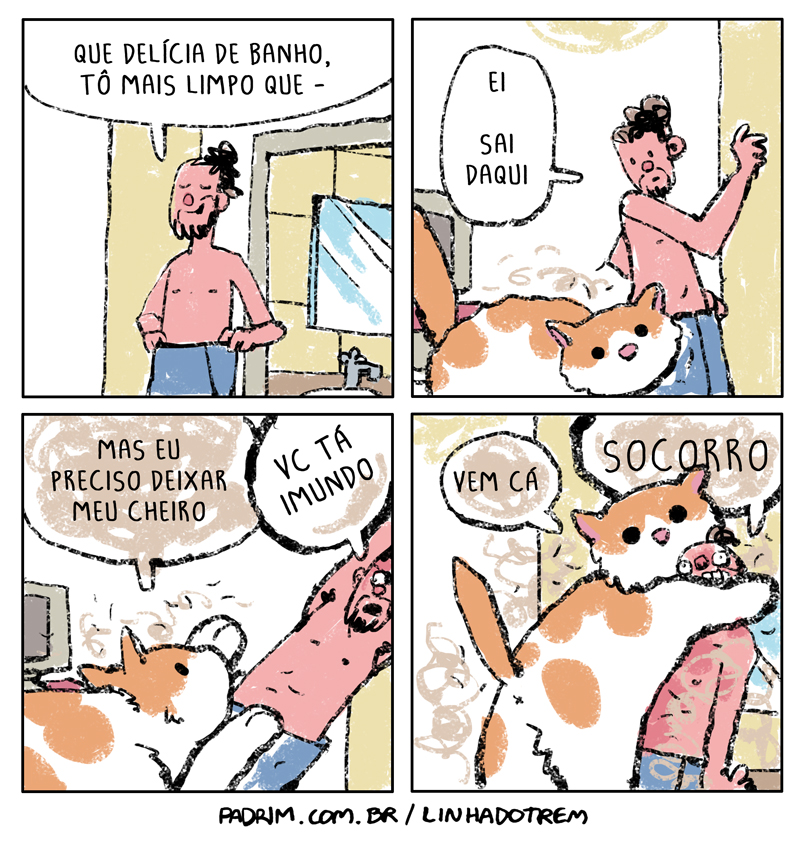 QUE DELÍCIA DE BANHO,
TÔ MAIS LIMPO QUE -
EI
SAI
DAQUI
MAS EU
PRECISO DEIXAR
MEU CHEIRO
VC TÁ
IMUNDO
VEM CÁ
SOCORRO
PADRIM.COM.BR / LINHADOTREM